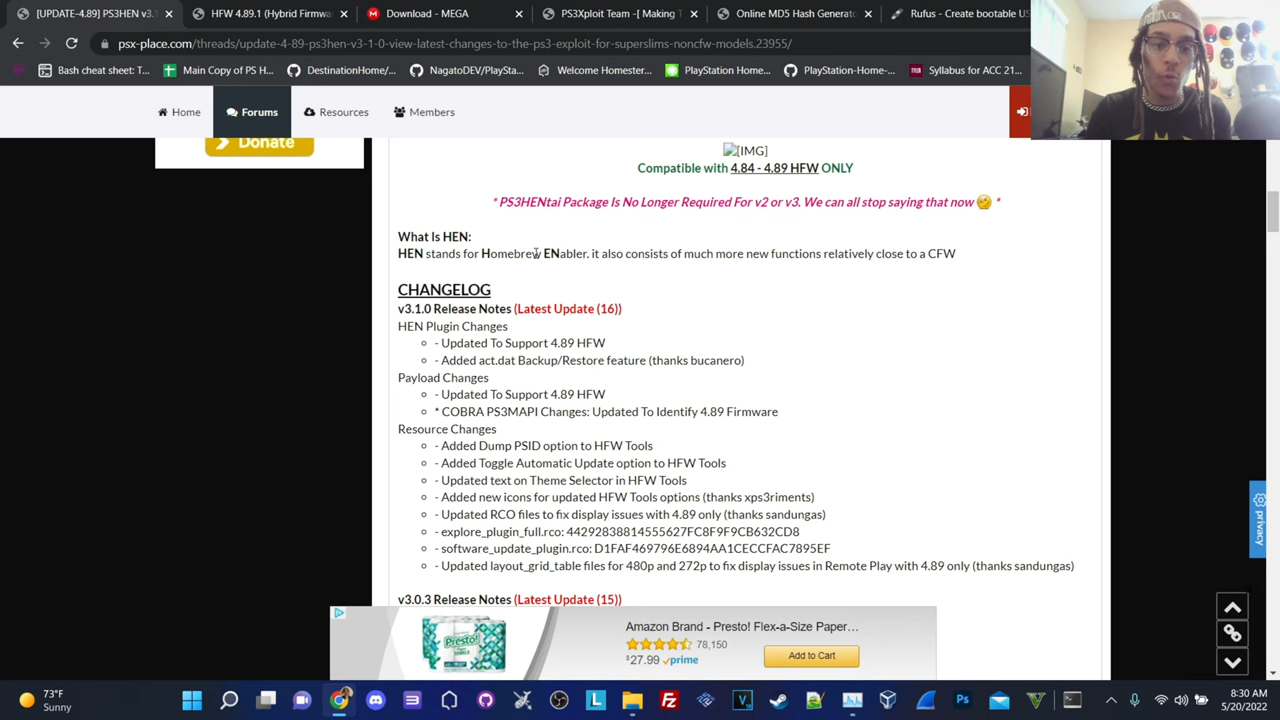 [UPDATE-4.89] PS3HEN v3.1
HFW 4.89.1 (Hybrid Firmw
Download - MEGA
PS3Xploit Team -[ Making T
Online MD5 Hash Generato
Rufus - Create bootable US
psx-place.com/threads/update-4-89-ps3hen-v3-1-0-view-latest-changes-to-the-ps3-exploit-for-superslims-noncfw-models.23955/
Bash cheat sheet: T...
Main Copy of PS H...
DestinationHome/...
NagatoDEV/PlaySta...
Welcome Homester...
PlayStation Home...
PlayStation-Home-...
Syllabus for ACC 21...
Home
Forums
Resources
Members
Donate
[IMG]
Compatible with 4.84 - 4.89 HFW ONLY
* PS3HENtai Package Is No Longer Required For v2 or v3. We can all stop saying that now *
What Is HEN:
HEN stands for Homebrew ENabler. it also consists of much more new functions relatively close to a CFW
CHANGELOG
v3.1.0 Release Notes (Latest Update (16))
HEN Plugin Changes
- Updated To Support 4.89 HFW
- Added act.dat Backup/Restore feature (thanks bucanero)
Payload Changes
- Updated To Support 4.89 HFW
* COBRA PS3MAPI Changes: Updated To Identify 4.89 Firmware
Resource Changes
- Added Dump PSID option to HFW Tools
- Added Toggle Automatic Update option to HFW Tools
- Updated text on Theme Selector in HFW Tools
- Added new icons for updated HFW Tools options (thanks xps3riments)
- Updated RCO files to fix display issues with 4.89 only (thanks sandungas)
- explore_plugin_full.rco: 44292838814555627FC8F9F9CB632CD8
- software_update_plugin.rco: D1FAF469796E6894AA1CECCFAC7895EF
- Updated layout_grid_table files for 480p and 272p to fix display issues in Remote Play with 4.89 only (thanks sandungas)
v3.0.3 Release Notes (Latest Update (15))
Presto!
Amazon Brand - Presto! Flex-a-Size Paper...
78,150
$27.99 prime
Add to Cart
privacy
73°F
Sunny
8:30 AM
5/20/2022